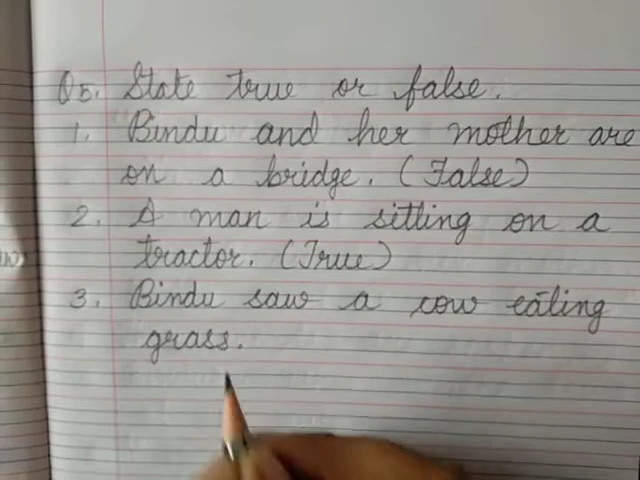 Q5. State true or false.
1. Bindu and her mother are
on a bridge. (False)
2. A man is sitting on a
tractor. (True)
3. Bindu saw a cow eating
grass.